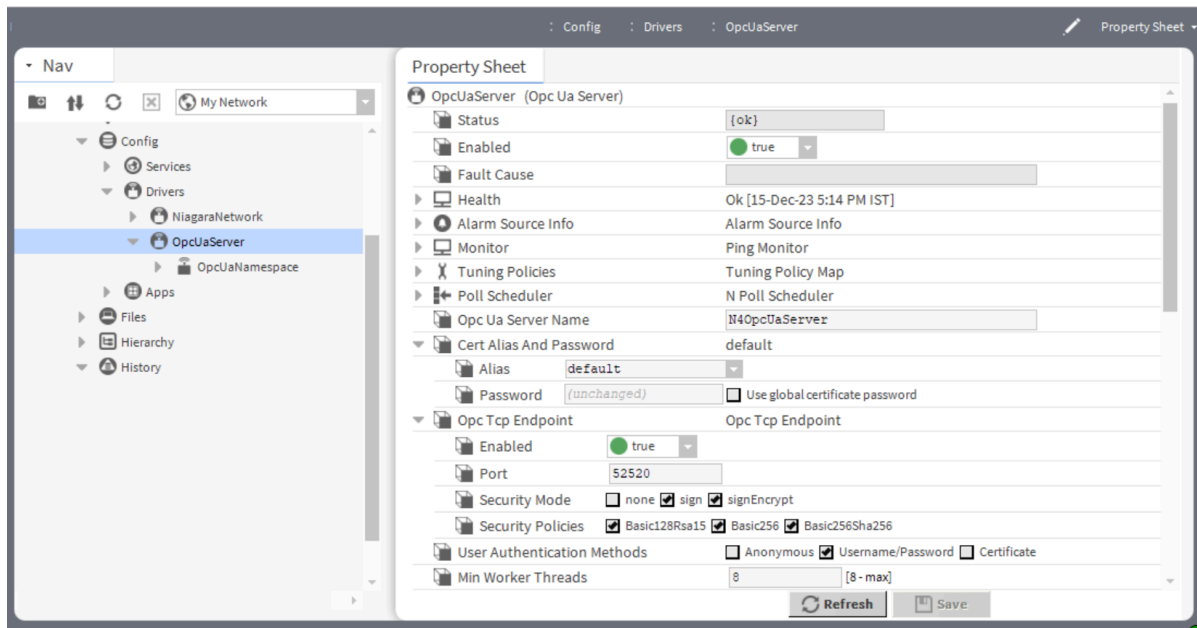 : Config : Drivers : OpcUaServer Property Sheet
Nav
My Network
Config
Services
Drivers
NiagaraNetwork
OpcUaServer
OpcUaNamespace
Apps
Files
Hierarchy
History
Property Sheet
OpcUaServer (Opc Ua Server)
Status {ok}
Enabled true
Fault Cause
Health Ok [15-Dec-23 5:14 PM IST]
Alarm Source Info Alarm Source Info
Monitor Ping Monitor
Tuning Policies Tuning Policy Map
Poll Scheduler N Poll Scheduler
Opc Ua Server Name N4OpcUaServer
Cert Alias And Password default
Alias default
Password (unchanged) Use global certificate password
Opc Tcp Endpoint Opc Tcp Endpoint
Enabled true
Port 52520
Security Mode none sign signEncrypt
Security Policies Basic128Rsa15 Basic256 Basic256Sha256
User Authentication Methods Anonymous Username/Password Certificate
Min Worker Threads 8 [8 - max]
Refresh Save